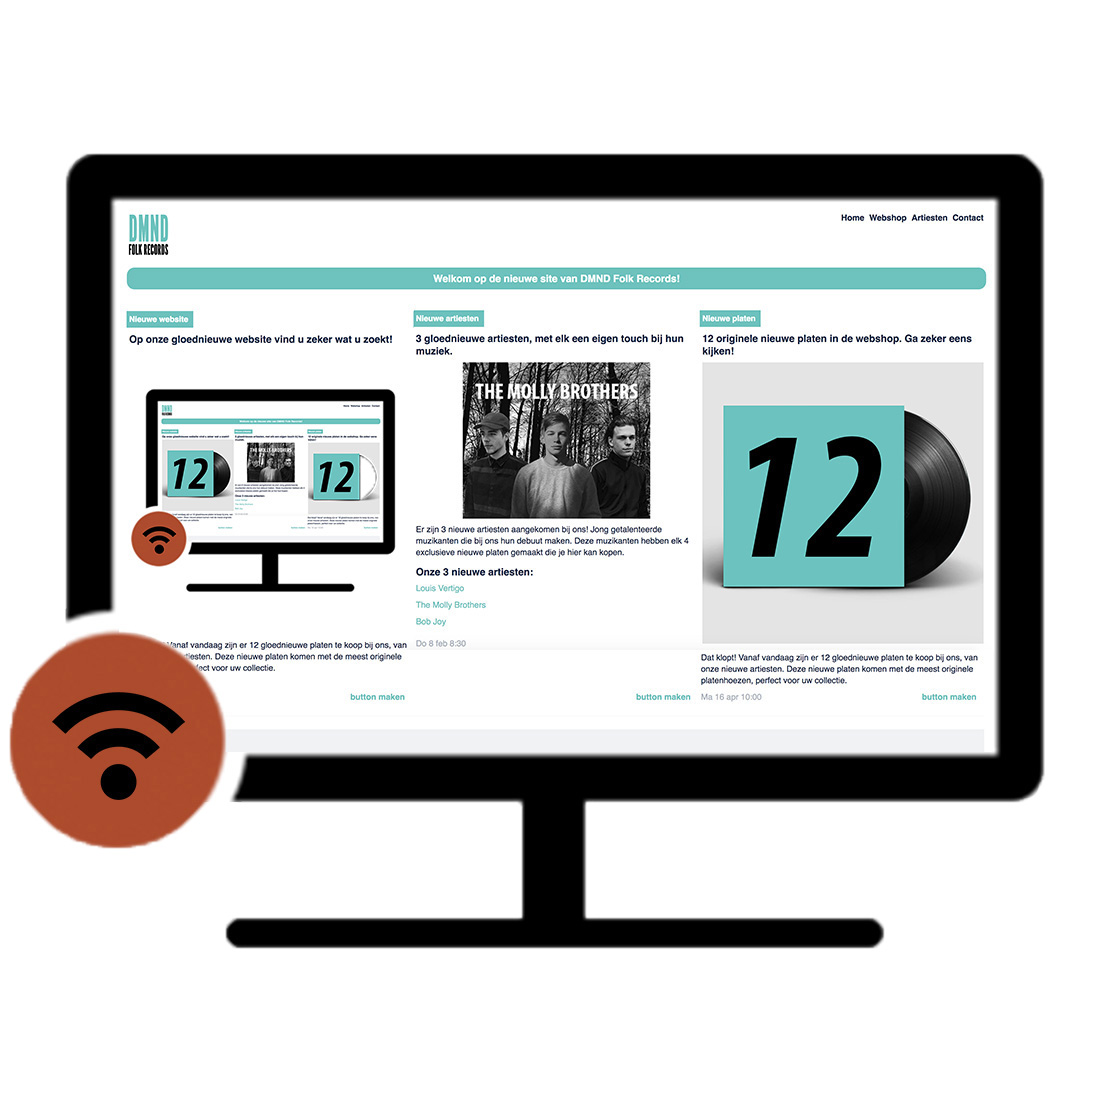 DMND
FOLK RECORDS
Home Webshop Artiesten Contact
Welkom op de nieuwe site van DMND Folk Records!
Nieuwe website
Op onze gloednieuwe website vind u zeker wat u zoekt!
12
THE MOLLY BROTHERS
12
Vanaf vandaag zijn er 12 gloednieuwe platen te koop bij ons, van
Deze nieuwe platen komen met de meest originele
voor uw collectie.
button maken
Nieuwe artiesten
3 gloednieuwe artiesten, met elk een eigen touch bij hun
muziek.
THE MOLLY BROTHERS
Er zijn 3 nieuwe artiesten aangekomen bij ons! Jong getalenteerde
muzikanten die bij ons hun debuut maken. Deze muzikanten hebben elk 4
exclusieve nieuwe platen gemaakt die je hier kan kopen.
Onze 3 nieuwe artiesten:
Louis Vertigo
The Molly Brothers
Bob Joy
Do 8 feb 8:30
button maken
Nieuwe platen
12 originele nieuwe platen in de webshop. Ga zeker eens
kijken!
12
Dat klopt! Vanaf vandaag zijn er 12 gloednieuwe platen te koop bij ons, van
onze nieuwe artiesten. Deze nieuwe platen komen met de meest originele
platenhoezen, perfect voor uw collectie.
Ma 16 apr 10:00
button maken